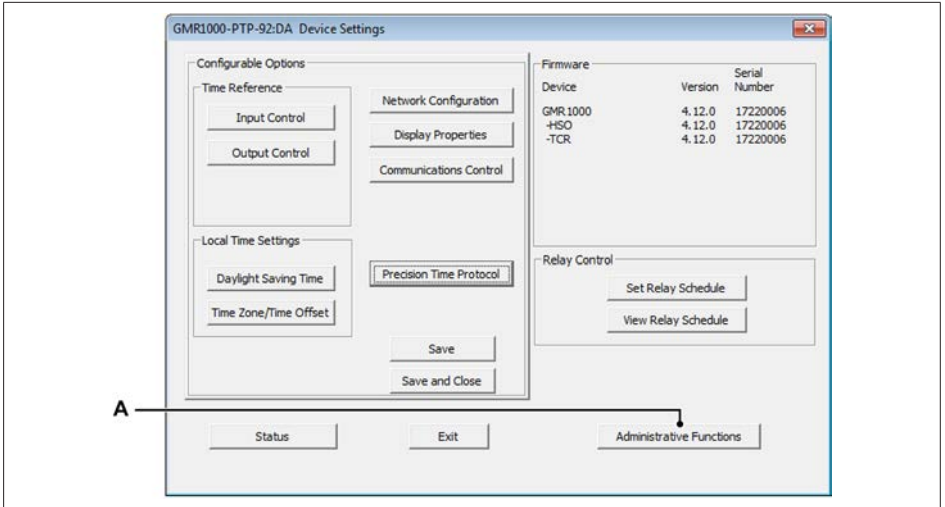 GMR1000-PTP-92:DA Device Settings
Configurable Options
Time Reference
Input Control
Output Control
Network Configuration
Display Properties
Communications Control
Local Time Settings
Daylight Saving Time
Time Zone/Time Offset
Precision Time Protocol
Save
Save and Close
Firmware
Device Version Serial Number
GMR1000 4.12.0 17220006
-HSO 4.12.0 17220006
-TCR 4.12.0 17220006
Relay Control
Set Relay Schedule
View Relay Schedule
A
Status Exit Administrative Functions